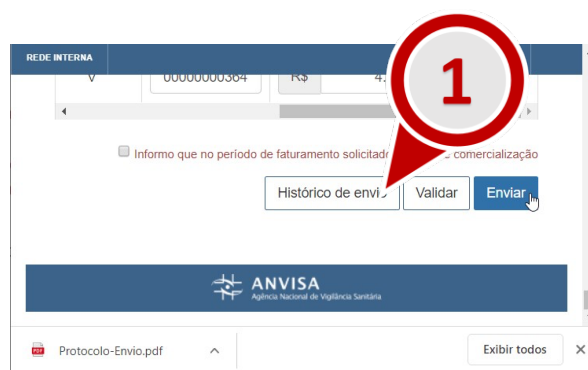 REDE INTERNA
V 00000000364 R$ 4.
1
Informo que no período de faturamento solicitado comercialização
Histórico de envio Validar Enviar
ANVISA
Agência Nacional de Vigilância Sanitária
PDF Protocolo-Envio.pdf Exibir todos